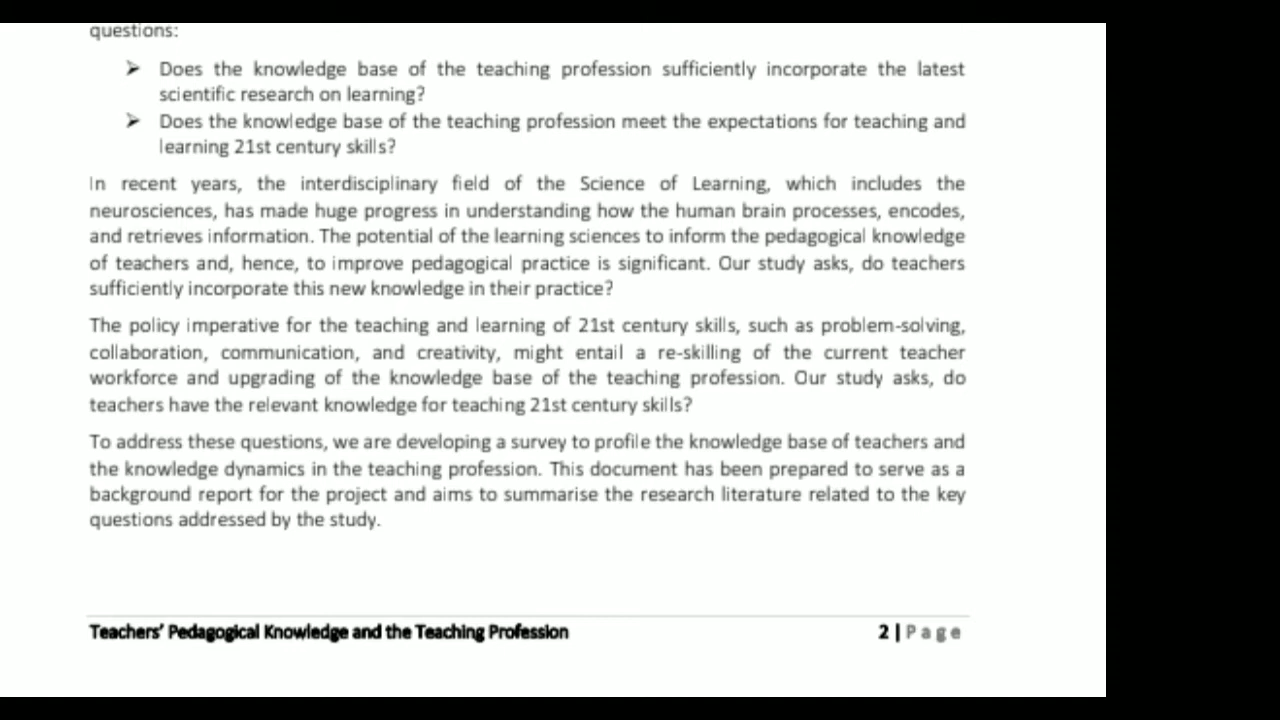 questions:
➤ Does the knowledge base of the teaching profession sufficiently incorporate the latest
scientific research on learning?
➤ Does the knowledge base of the teaching profession meet the expectations for teaching and
learning 21st century skills?
In recent years, the interdisciplinary field of the Science of Learning, which includes the
neurosciences, has made huge progress in understanding how the human brain processes, encodes,
and retrieves information. The potential of the learning sciences to inform the pedagogical knowledge
of teachers and, hence, to improve pedagogical practice is significant. Our study asks, do teachers
sufficiently incorporate this new knowledge in their practice?
The policy imperative for the teaching and learning of 21st century skills, such as problem-solving,
collaboration, communication, and creativity, might entail a re-skilling of the current teacher
workforce and upgrading of the knowledge base of the teaching profession. Our study asks, do
teachers have the relevant knowledge for teaching 21st century skills?
To address these questions, we are developing a survey to profile the knowledge base of teachers and
the knowledge dynamics in the teaching profession. This document has been prepared to serve as a
background report for the project and aims to summarise the research literature related to the key
questions addressed by the study.
Teachers’ Pedagogical Knowledge and the Teaching Profession 2 | Page